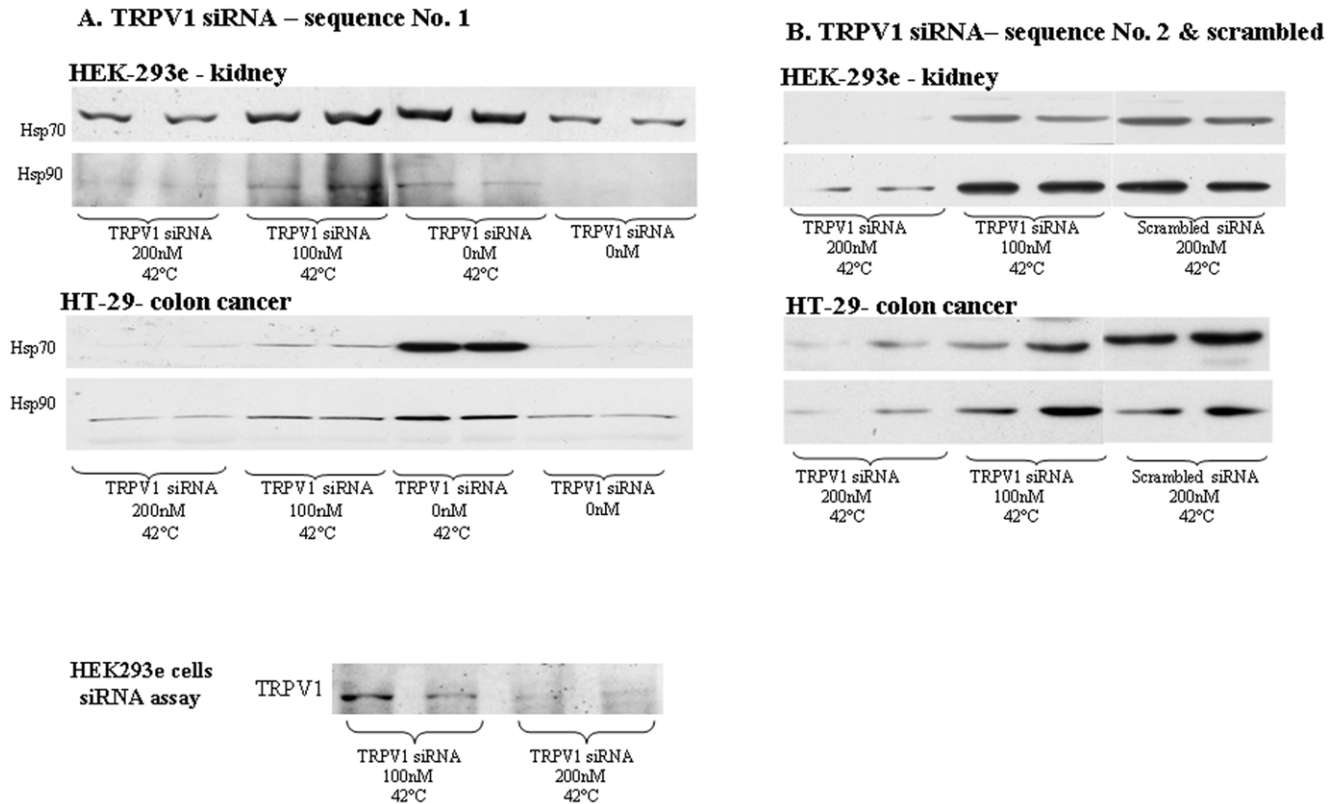 A. TRPV1 siRNA – sequence No. 1
HEK-293e - kidney
Hsp70
Hsp90
TRPV1 siRNA
200nM
42°C
TRPV1 siRNA
100nM
42°C
TRPV1 siRNA
0nM
42°C
TRPV1 siRNA
0nM
HT-29- colon cancer
Hsp70
Hsp90
TRPV1 siRNA
200nM
42°C
TRPV1 siRNA
100nM
42°C
TRPV1 siRNA
0nM
42°C
TRPV1 siRNA
0nM
B. TRPV1 siRNA– sequence No. 2 & scrambled
HEK-293e - kidney
TRPV1 siRNA
200nM
42°C
TRPV1 siRNA
100nM
42°C
Scrambled siRNA
200nM
42°C
HT-29- colon cancer
TRPV1 siRNA
200nM
42°C
TRPV1 siRNA
100nM
42°C
Scrambled siRNA
200nM
42°C
HEK293e cells
siRNA assay
TRPV1
TRPV1 siRNA
100nM
42°C
TRPV1 siRNA
200nM
42°C